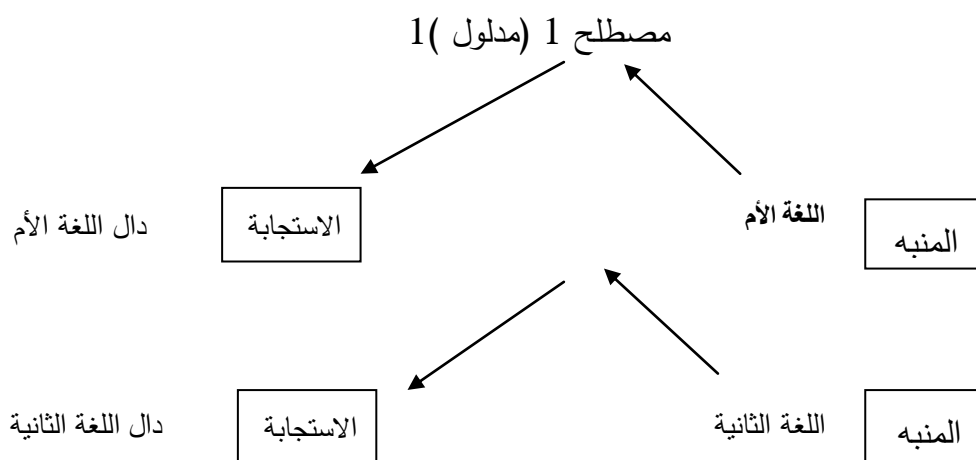 مصطلح 1 (مدلول )1
المنبه
اللغة الأم
الاستجابة
دال اللغة الأم
المنبه
اللغة الثانية
الاستجابة
دال اللغة الثانية